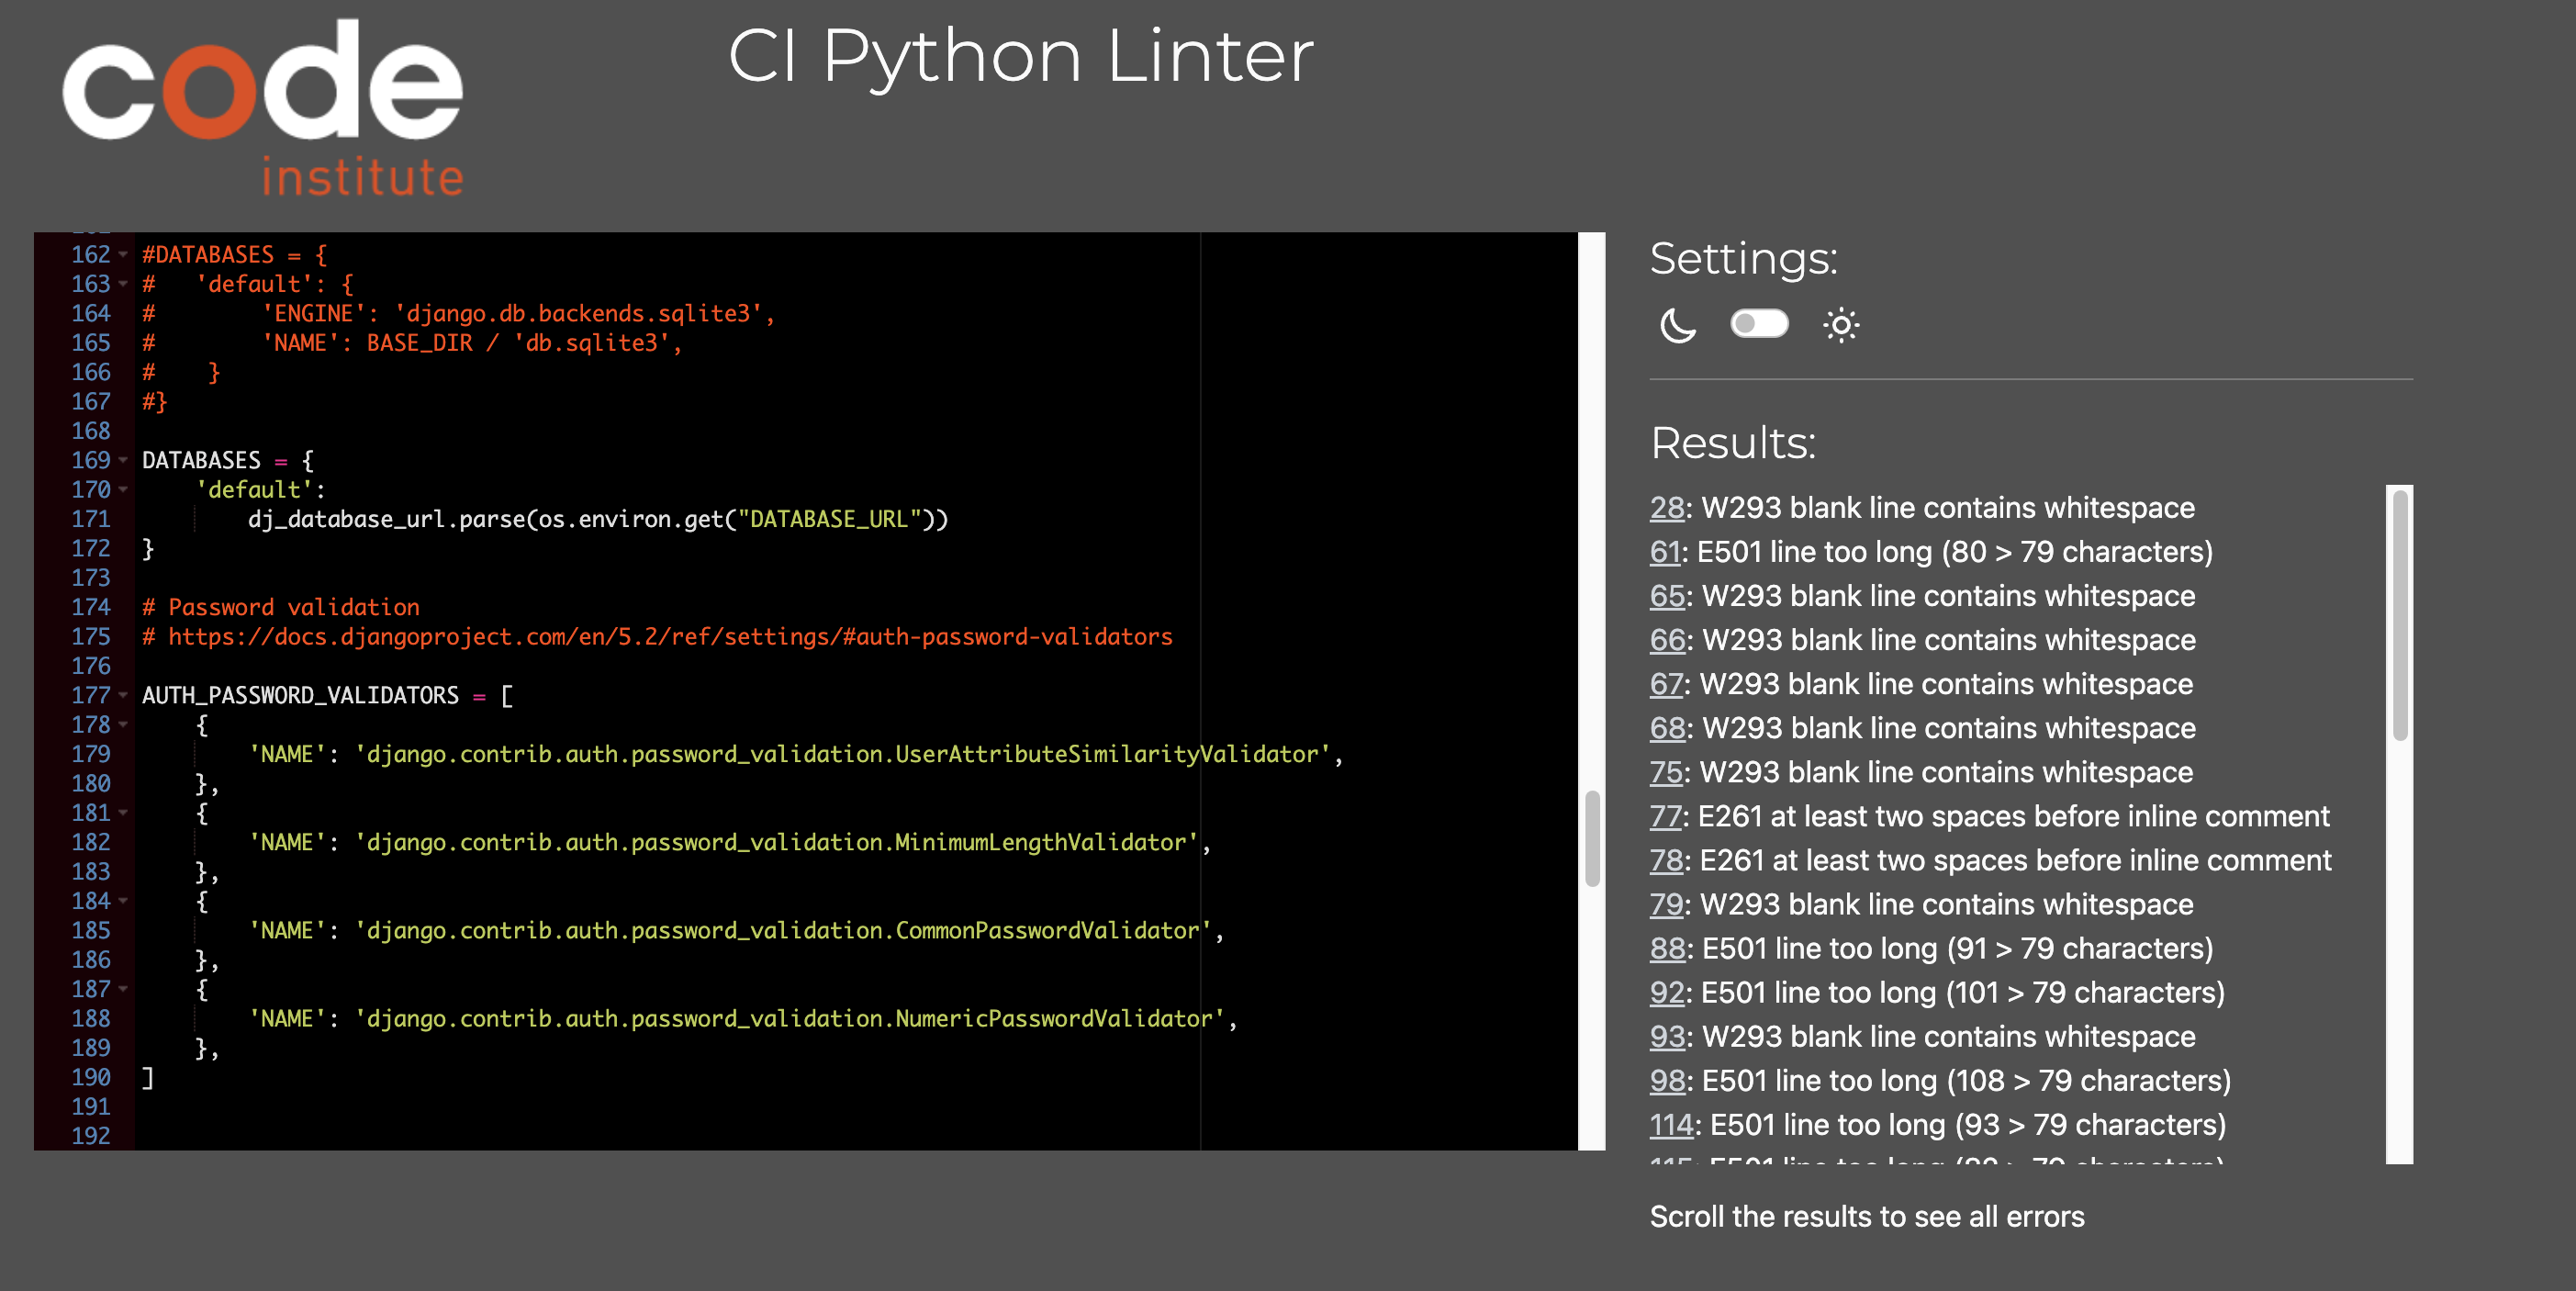 code
institute
CI Python Linter
162 #DATABASES = {
163 #   'default': {
164 #        'ENGINE': 'django.db.backends.sqlite3',
165 #        'NAME': BASE_DIR / 'db.sqlite3',
166 #    }
167 #}
168
169 DATABASES = {
170     'default':
171         dj_database_url.parse(os.environ.get("DATABASE_URL"))
172 }
173
174 # Password validation
175 # https://docs.djangoproject.com/en/5.2/ref/settings/#auth-password-validators
176
177 AUTH_PASSWORD_VALIDATORS = [
178     {
179         'NAME': 'django.contrib.auth.password_validation.UserAttributeSimilarityValidator',
180     },
181     {
182         'NAME': 'django.contrib.auth.password_validation.MinimumLengthValidator',
183     },
184     {
185         'NAME': 'django.contrib.auth.password_validation.CommonPasswordValidator',
186     },
187     {
188         'NAME': 'django.contrib.auth.password_validation.NumericPasswordValidator',
189     },
190 ]
191
192
Settings:
Results:
28: W293 blank line contains whitespace
61: E501 line too long (80 > 79 characters)
65: W293 blank line contains whitespace
66: W293 blank line contains whitespace
67: W293 blank line contains whitespace
68: W293 blank line contains whitespace
75: W293 blank line contains whitespace
77: E261 at least two spaces before inline comment
78: E261 at least two spaces before inline comment
79: W293 blank line contains whitespace
88: E501 line too long (91 > 79 characters)
92: E501 line too long (101 > 79 characters)
93: W293 blank line contains whitespace
98: E501 line too long (108 > 79 characters)
114: E501 line too long (93 > 79 characters)
E501 line too long
Scroll the results to see all errors